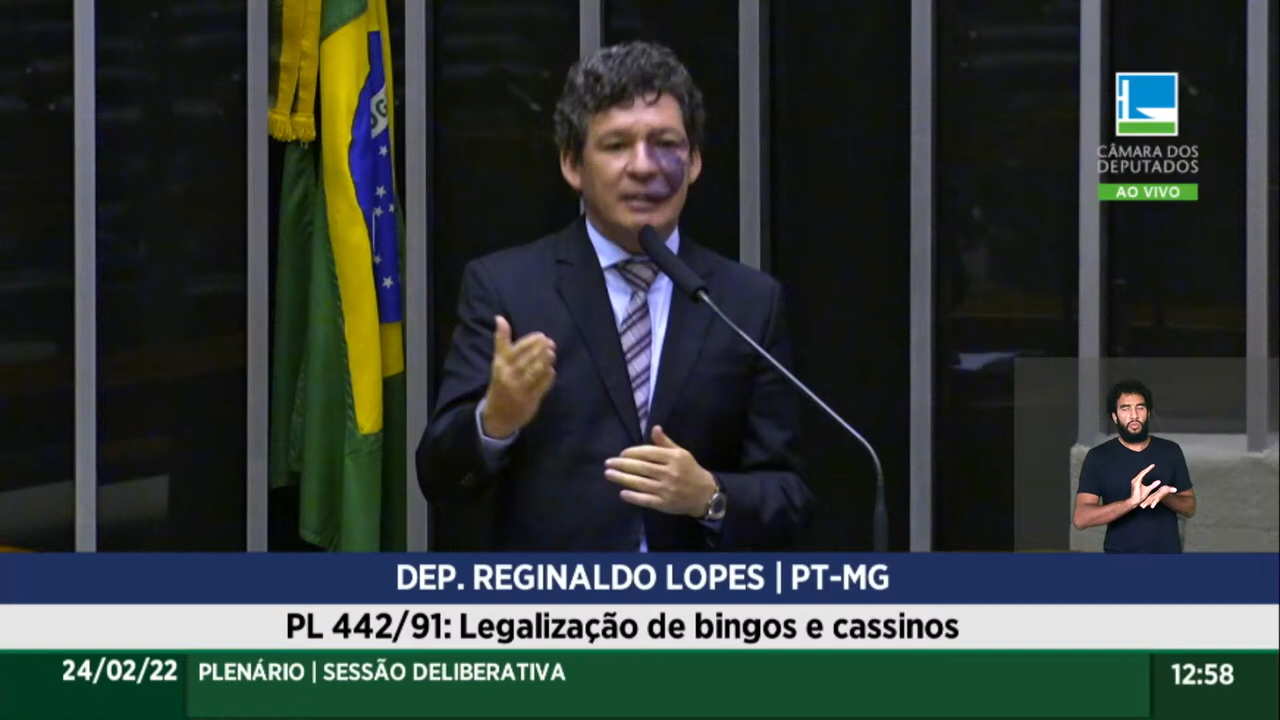 CÂMARA DOS
DEPUTADOS
AO VIVO
DEP. REGINALDO LOPES | PT-MG
PL 442/91: Legalização de bingos e cassinos
24/02/22
PLENÁRIO | SESSÃO DELIBERATIVA
12:58